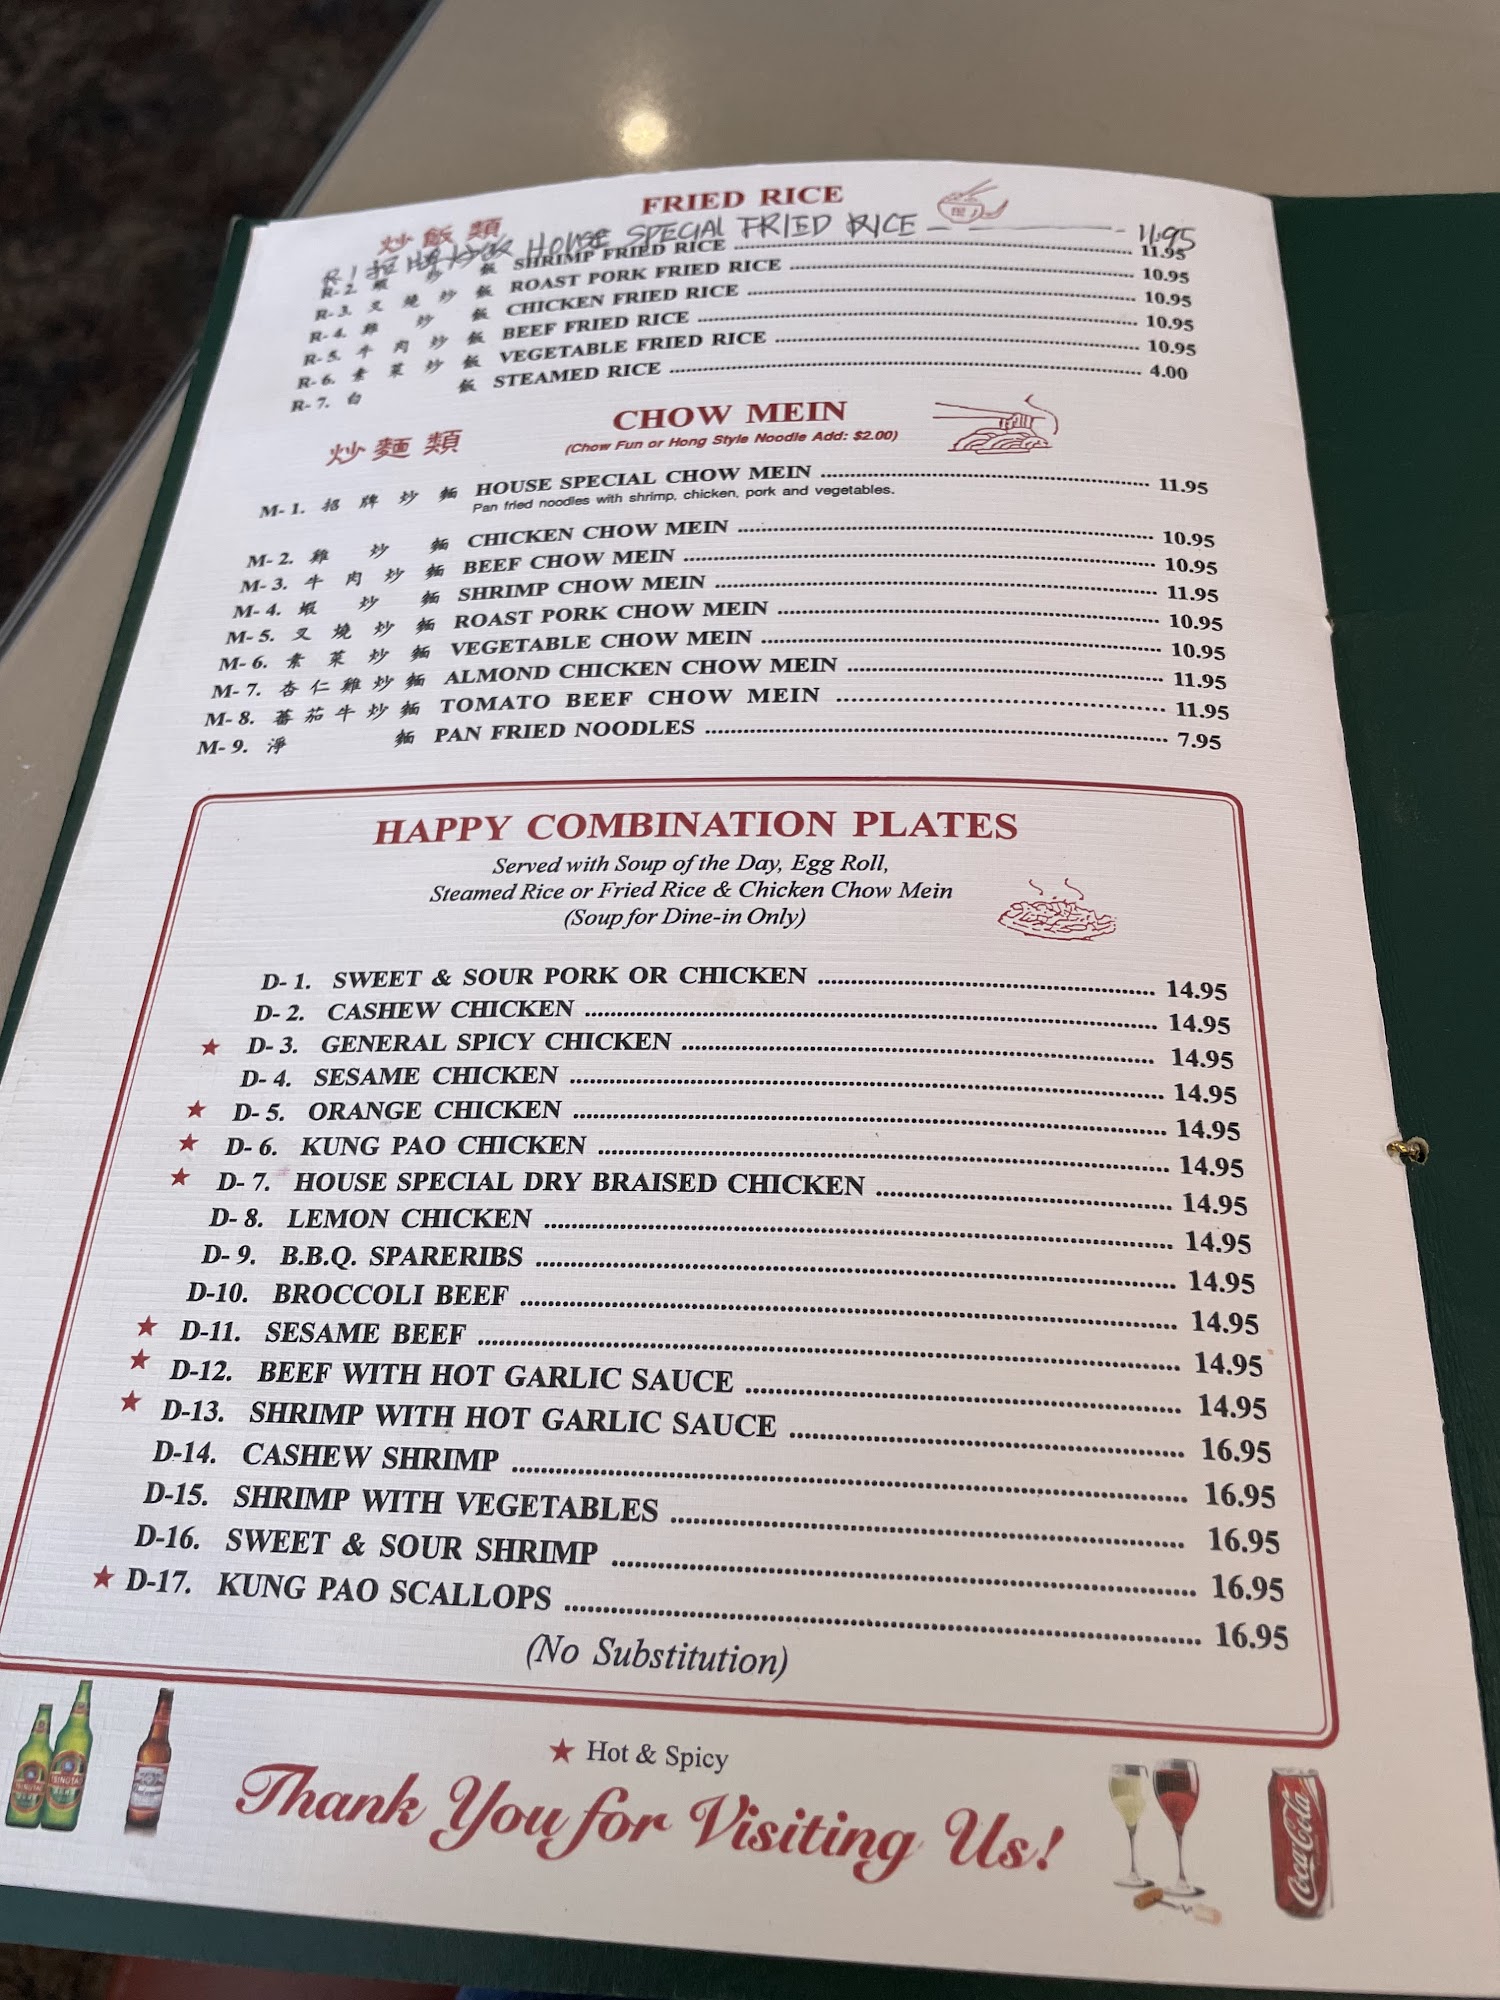 FRIED RICE
炒飯類
R1 招牌炒飯 HOUSE SPECIAL FRIED RICE 11.95
R-2. 蝦炒飯 SHRIMP FRIED RICE 11.95
R-3. 叉燒炒飯 ROAST PORK FRIED RICE 10.95
R-4. 雞炒飯 CHICKEN FRIED RICE 10.95
R-5. 牛肉炒飯 BEEF FRIED RICE 10.95
R-6. 素菜炒飯 VEGETABLE FRIED RICE 10.95
R-7. 白飯 STEAMED RICE 4.00
炒麵類
CHOW MEIN
(Chow Fun or Hong Style Noodle Add: $2.00)
M-1. 招牌炒麵 HOUSE SPECIAL CHOW MEIN 11.95
Pan fried noodles with shrimp, chicken, pork and vegetables.
M-2. 雞炒麵 CHICKEN CHOW MEIN 10.95
M-3. 牛肉炒麵 BEEF CHOW MEIN 10.95
M-4. 蝦炒麵 SHRIMP CHOW MEIN 11.95
M-5. 叉燒炒麵 ROAST PORK CHOW MEIN 10.95
M-6. 素菜炒麵 VEGETABLE CHOW MEIN 10.95
M-7. 杏仁雞炒麵 ALMOND CHICKEN CHOW MEIN 11.95
M-8. 蕃茄牛炒麵 TOMATO BEEF CHOW MEIN 11.95
M-9. 淨麵 PAN FRIED NOODLES 7.95
HAPPY COMBINATION PLATES
Served with Soup of the Day, Egg Roll,
Steamed Rice or Fried Rice & Chicken Chow Mein
(Soup for Dine-in Only)
D-1. SWEET & SOUR PORK OR CHICKEN 14.95
D-2. CASHEW CHICKEN 14.95
★ D-3. GENERAL SPICY CHICKEN 14.95
D-4. SESAME CHICKEN 14.95
★ D-5. ORANGE CHICKEN 14.95
★ D-6. KUNG PAO CHICKEN 14.95
★ D-7. HOUSE SPECIAL DRY BRAISED CHICKEN 14.95
D-8. LEMON CHICKEN 14.95
D-9. B.B.Q. SPARERIBS 14.95
D-10. BROCCOLI BEEF 14.95
★ D-11. SESAME BEEF 14.95
★ D-12. BEEF WITH HOT GARLIC SAUCE 14.95
★ D-13. SHRIMP WITH HOT GARLIC SAUCE 16.95
D-14. CASHEW SHRIMP 16.95
D-15. SHRIMP WITH VEGETABLES 16.95
D-16. SWEET & SOUR SHRIMP 16.95
★ D-17. KUNG PAO SCALLOPS 16.95
(No Substitution)
★ Hot & Spicy
Thank You for Visiting Us!
TSINGTAO
TSINGTAO
Budweiser
Coca-Cola